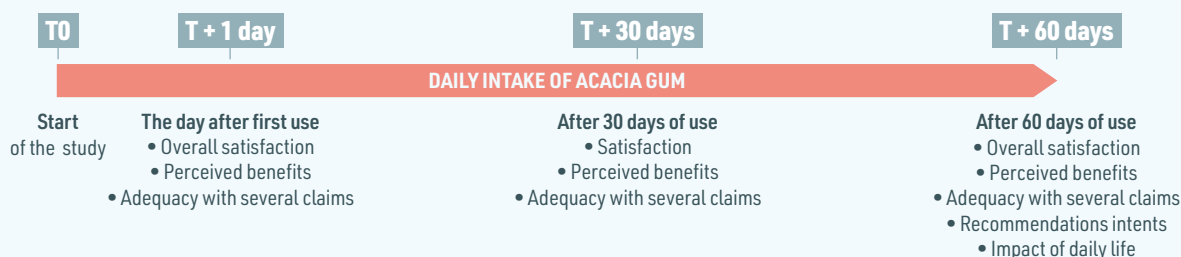 T0
T + 1 day
T + 30 days
T + 60 days
DAILY INTAKE OF ACACIA GUM
Start
of the study
The day after first use
• Overall satisfaction
• Perceived benefits
• Adequacy with several claims
After 30 days of use
• Satisfaction
• Perceived benefits
• Adequacy with several claims
After 60 days of use
• Overall satisfaction
• Perceived benefits
• Adequacy with several claims
• Recommendations intents
• Impact of daily life